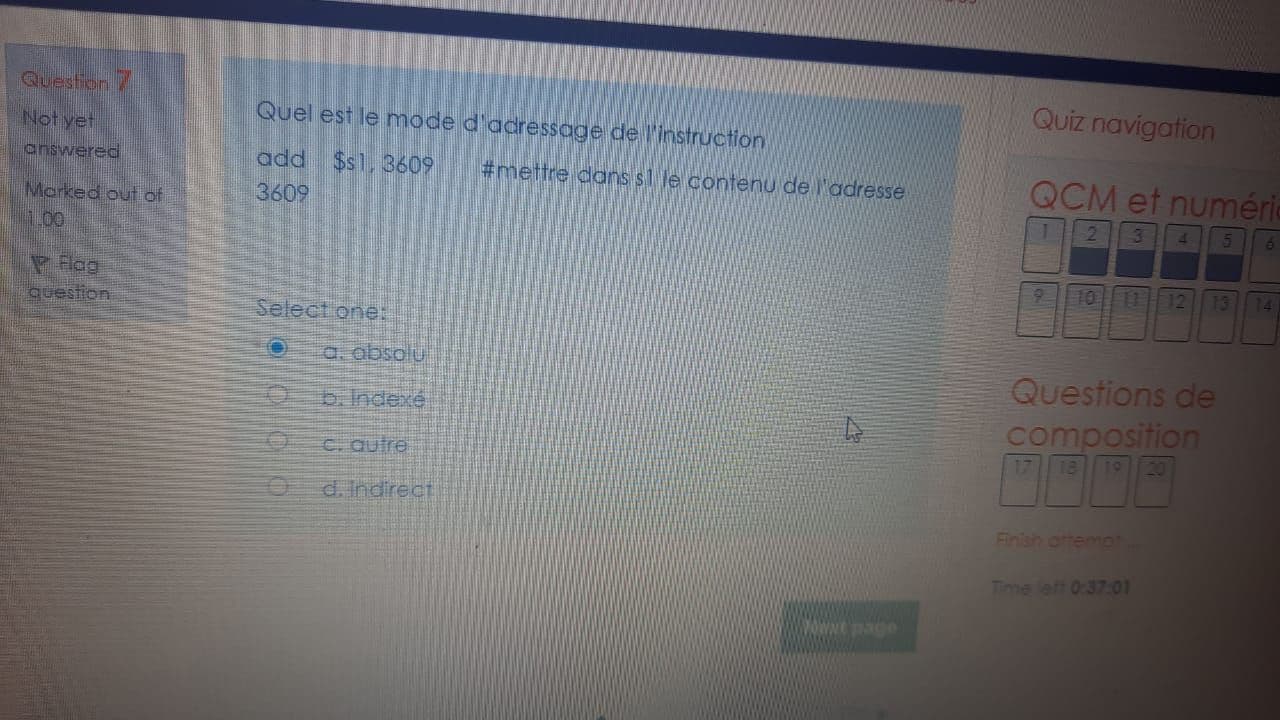 Question 7
Not yet
answered
Marked out of
1.00
Flag
question
Quel est le mode d'adressage de l'instruction
add $s1, 3609 #mettre dans s1 le contenu de l'adresse
3609
Select one:
a. absolu
b. Indexé
c. autre
d. indirect
Next page
Quiz navigation
QCM et numéri
1 2 3 4 5 6
9 10 11 12 13 14
Questions de
composition
17 18 19 20
Finish attempt ...
Time left 0:37:01